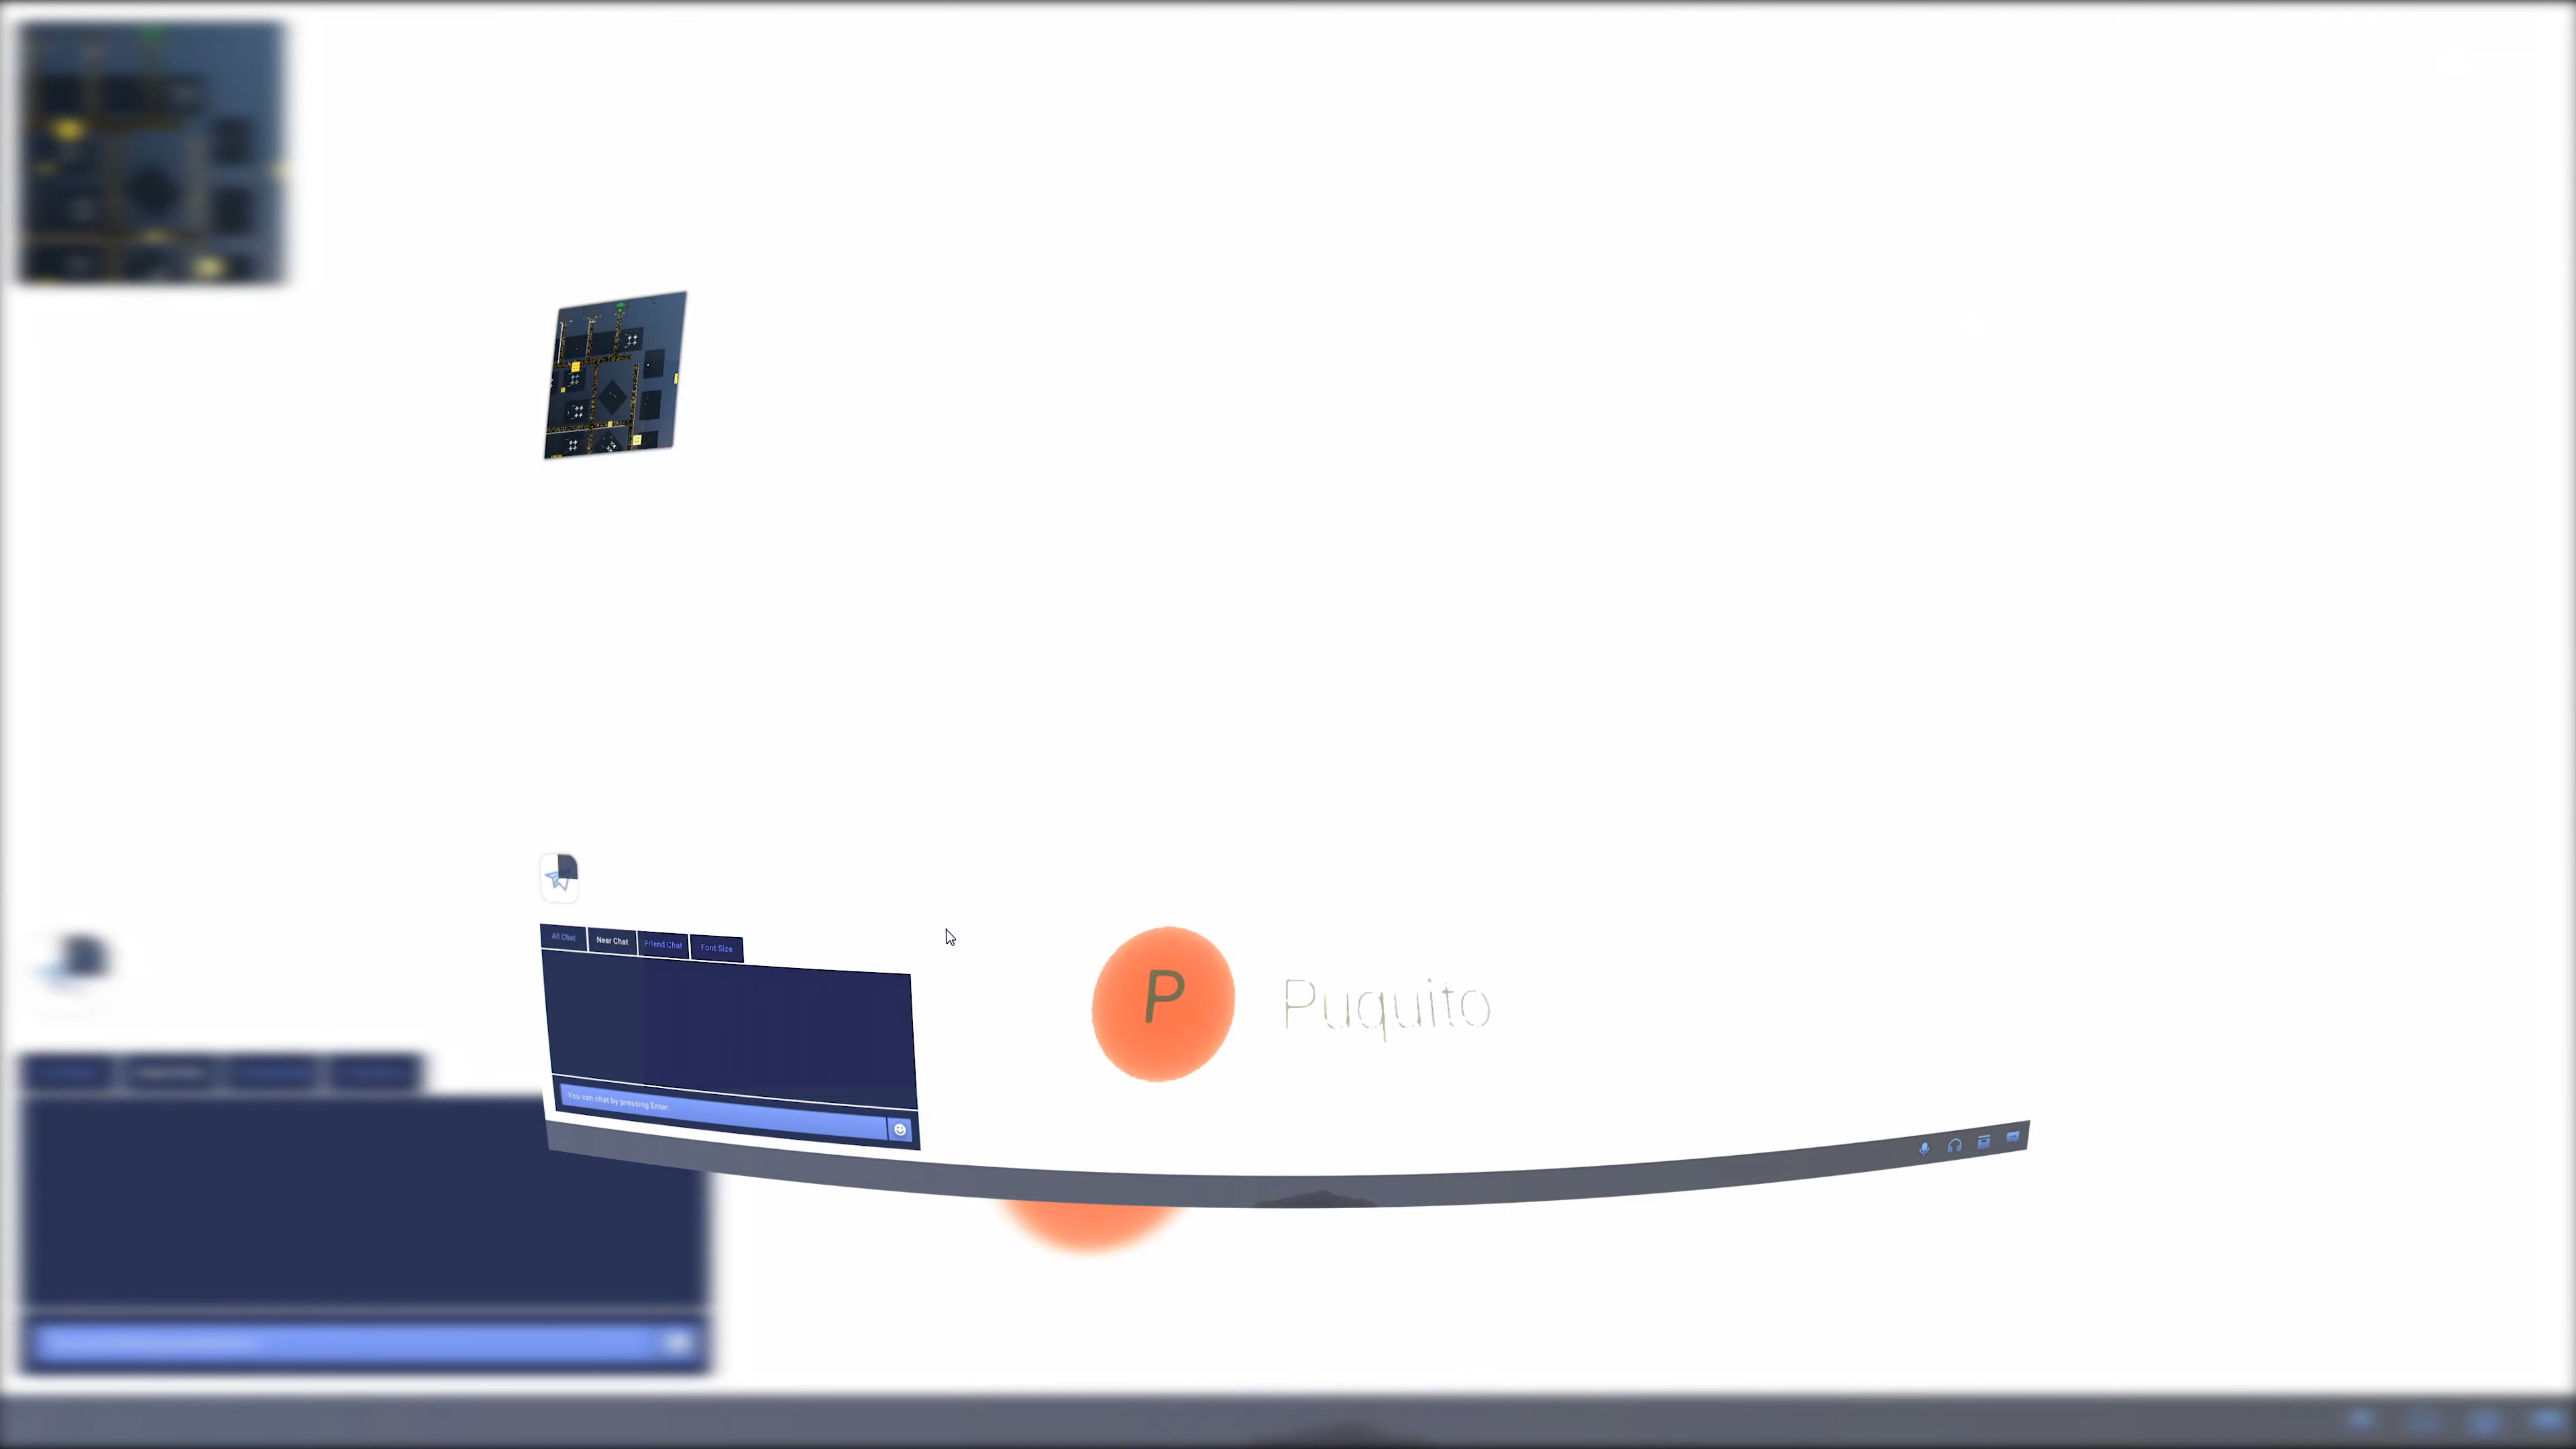 All Chat
Near Chat
Friend Chat
Font Size
P
Puquito
You can chat by pressing Enter.